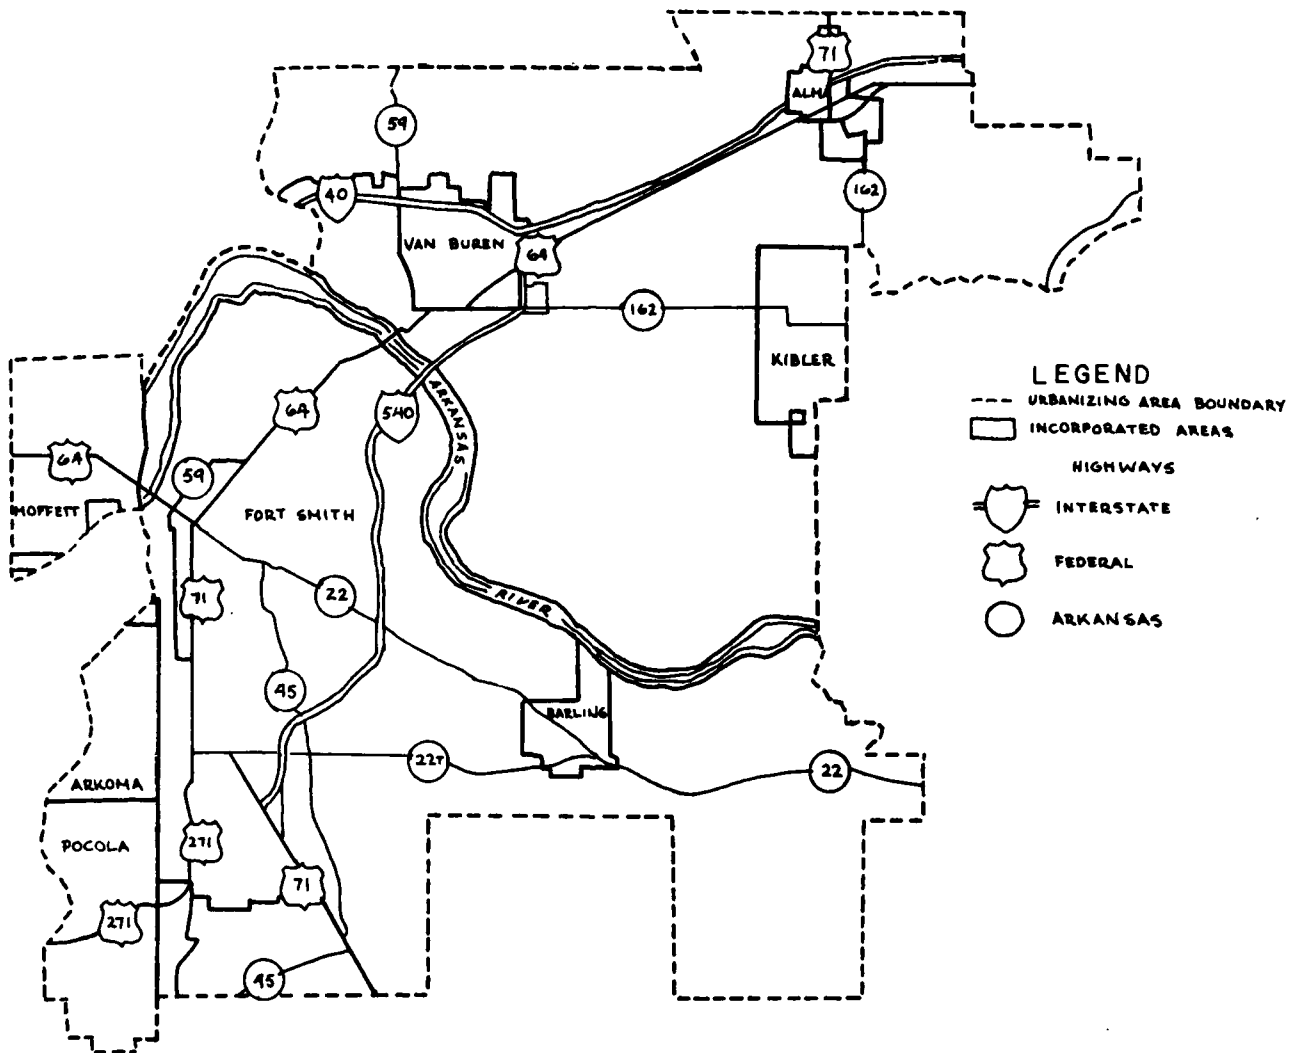 71
ALMA
59
162
40
VAN BUREN
64
162
KIBLER
LEGEND
URBANIZING AREA BOUNDARY
INCORPORATED AREAS
HIGHWAYS
INTERSTATE
FEDERAL
ARKANSAS
ARKANSAS
RIVER
64
540
64
59
MOFFETT
FORT SMITH
71
22
45
BARLING
22T
22
ARKOMA
POCOLA
271
71
271
45